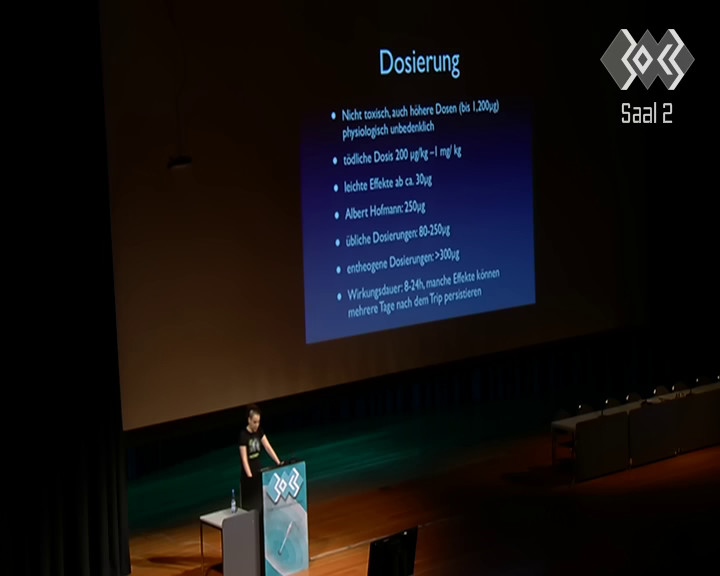 Dosierung
• Nicht toxisch, auch höhere Dosen (bis 1,200µg)
physiologisch unbedenklich
• tödliche Dosis 200 µg/kg –1 mg/ kg
• leichte Effekte ab ca. 30µg
• Albert Hofmann: 250µg
• übliche Dosierungen: 80-250µg
• entheogene Dosierungen: >300µg
• Wirkungsdauer: 8-24h, manche Effekte können
mehrere Tage nach dem Trip persistieren
Saal 2